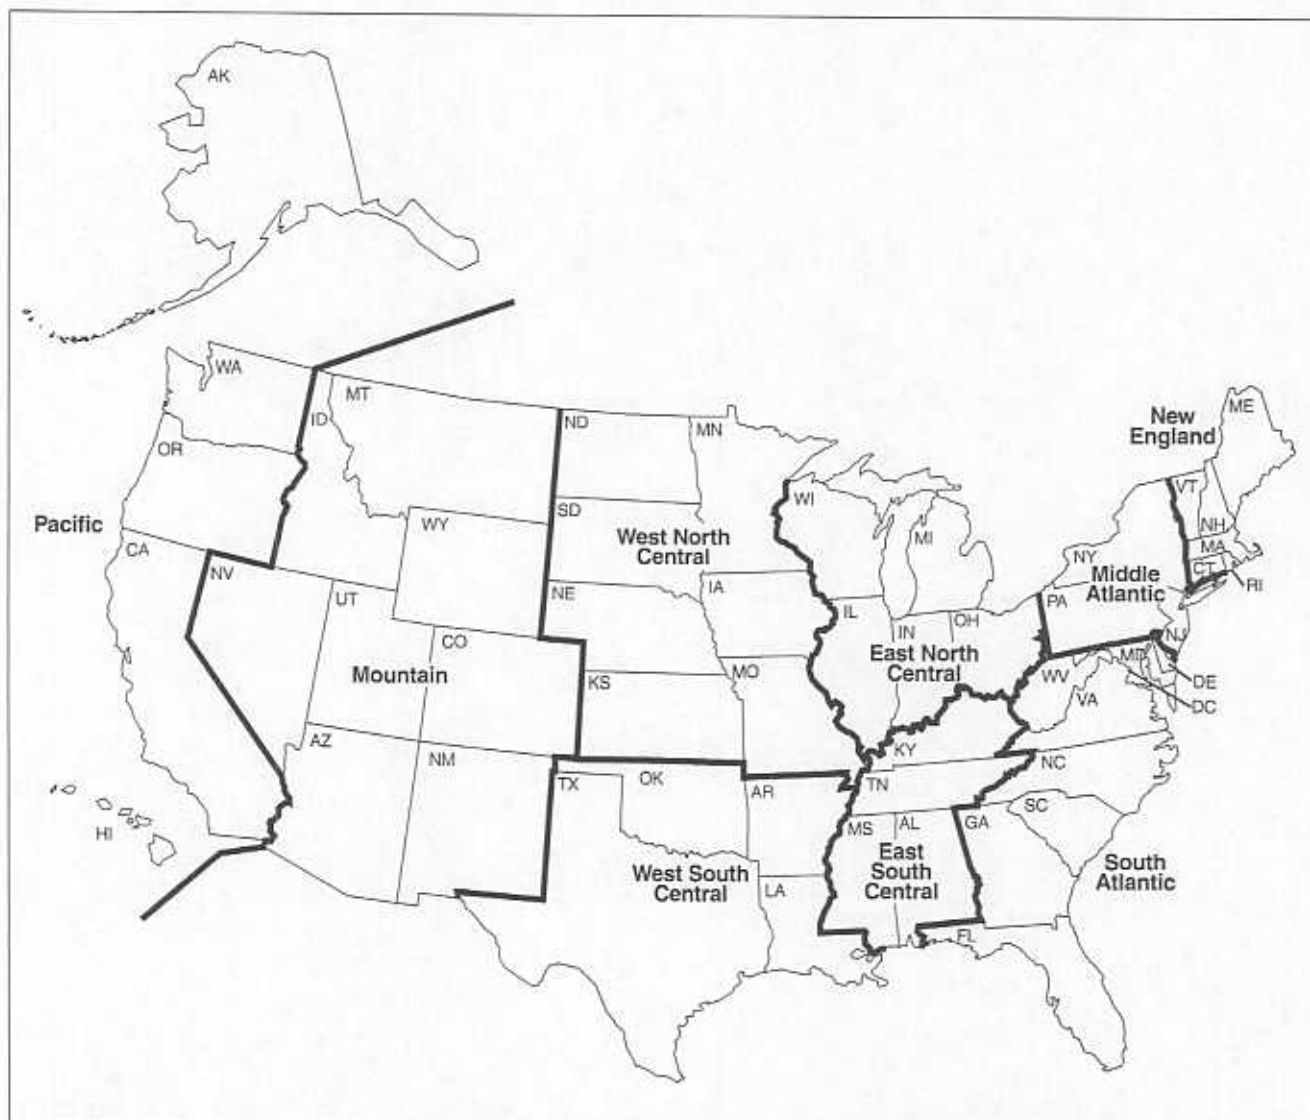 AK
WA
MT
ID
OR
Pacific
CA
NV
WY
UT
CO
Mountain
AZ
NM
HI
ND
MN
SD
West North
Central
NE
IA
KS
MO
TX
OK
AR
West South
Central
LA
WI
MI
IL
IN
OH
East North
Central
KY
TN
MS
AL
East
South
Central
GA
FL
SC
NC
South
Atlantic
WV
VA
MD
DE
DC
NJ
PA
NY
Middle
Atlantic
New
England
ME
VT
NH
MA
CT
RI